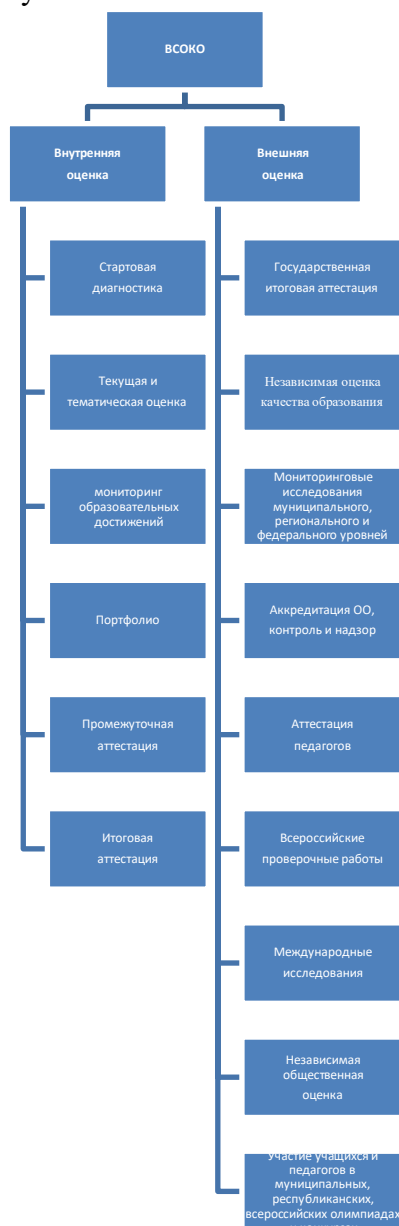 у
ВСОКО
Внутренняя
оценка
Внешняя
оценка
Стартовая
диагностика
Государственная
итоговая аттестация
Текущая и
тематическая оценка
Независимая оценка
качества образования
мониторинг
образовательных
достижений
Мониторинговые
исследования
муниципального,
регионального и
федерального уровней
Портфолио
Аккредитация ОО,
контроль и надзор
Промежуточная
аттестация
Аттестация
педагогов
Итоговая
аттестация
Всероссийские
проверочные работы
Международные
исследования
Независимая
общественная
оценка
Участие учащихся и
педагогов в
муниципальных,
республиканских,
всероссийских олимпиадах